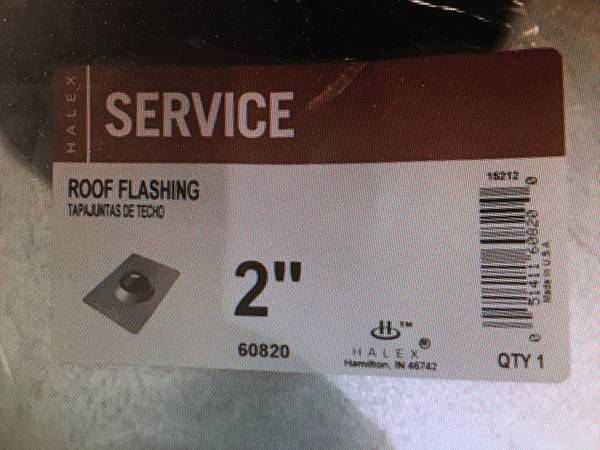 HALEX
SERVICE
ROOF FLASHING
TAPAJUNTAS DE TECHO
2"
60820
H™
HALEX®
Hamilton, IN 46742
15212
0 51411 60820 0
Made in U.S.A.
QTY 1